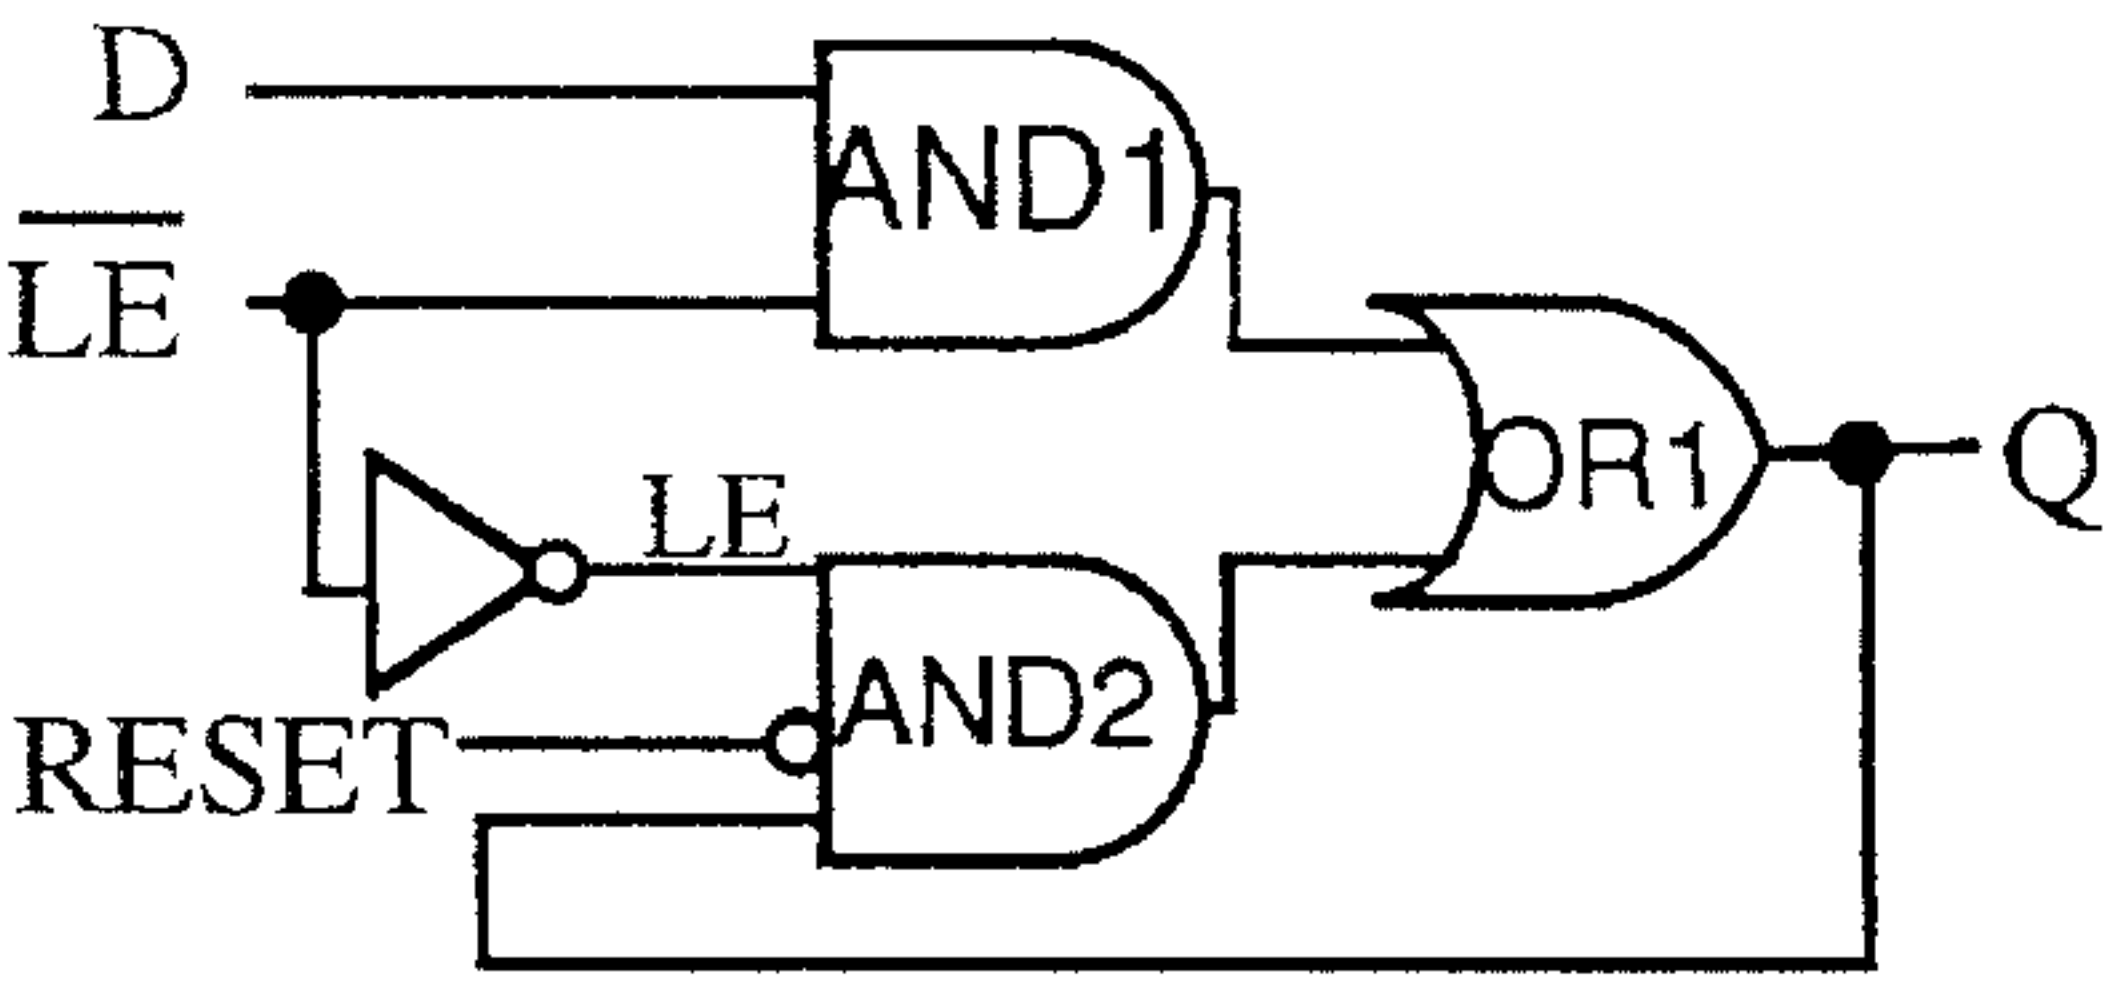 D
AND1
LE
OR1
Q
LE
AND2
RESET